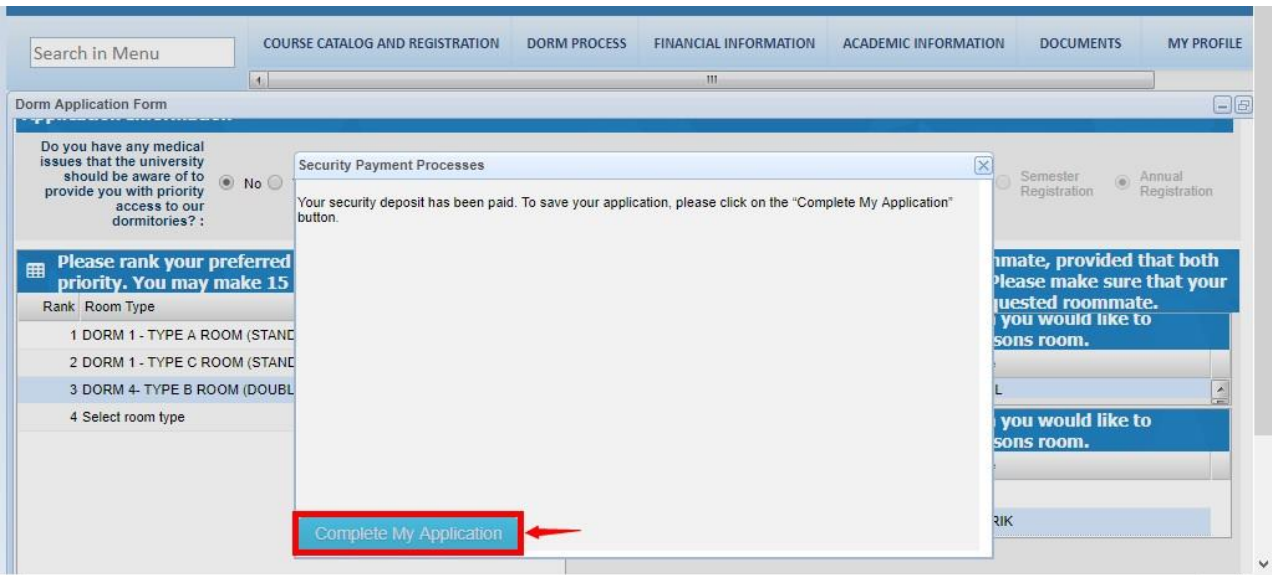 Search in Menu
COURSE CATALOG AND REGISTRATION DORM PROCESS FINANCIAL INFORMATION ACADEMIC INFORMATION DOCUMENTS MY PROFILE
Dorm Application Form
Do you have any medical
issues that the university
should be aware of to
provide you with priority
access to our
dormitories? :
No
Semester
Registration
Annual
Registration
Security Payment Processes
Your security deposit has been paid. To save your application, please click on the “Complete My Application”
button.
Complete My Application
Please rank your preferred
priority. You may make 15
Rank Room Type
1 DORM 1 - TYPE A ROOM (STAND
2 DORM 1 - TYPE C ROOM (STAND
3 DORM 4- TYPE B ROOM (DOUBL
4 Select room type
mate, provided that both
Please make sure that your
quested roommate.
you would like to
sons room.
L
you would like to
sons room.
RIK